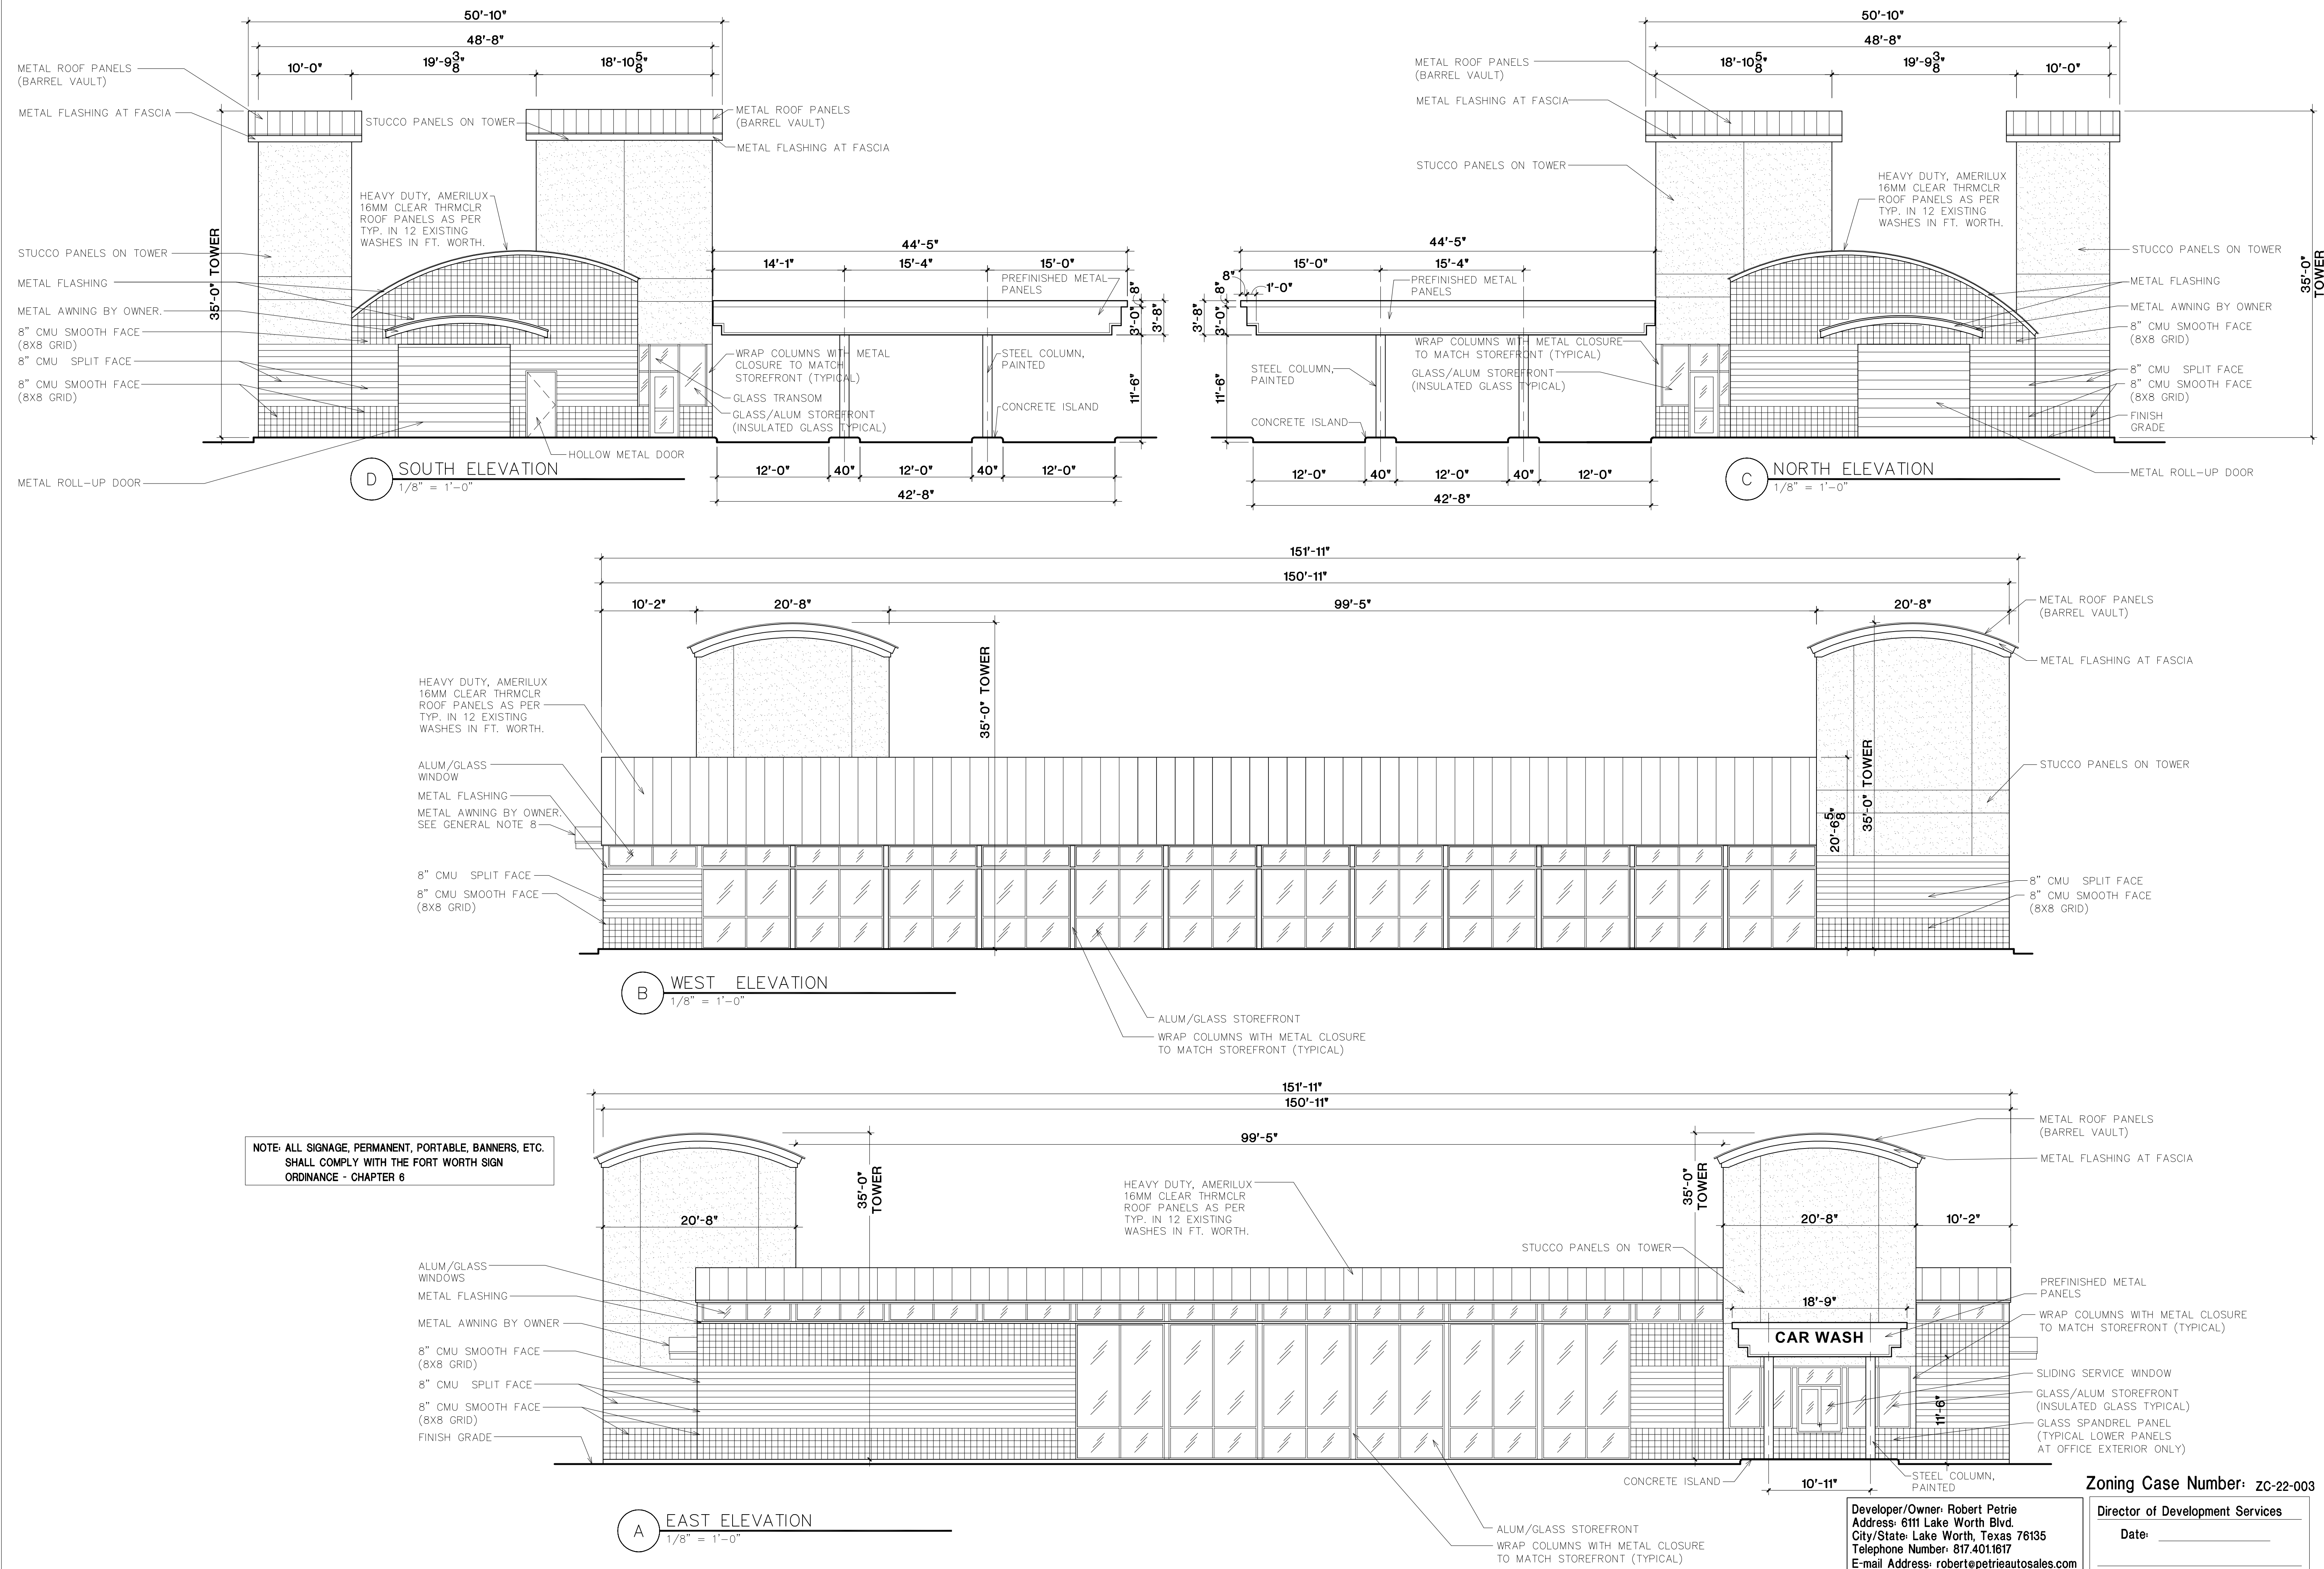 50'-10"
48'-8"
10'-0"
19'-9 3/8"
18'-10 5/8"
METAL ROOF PANELS
(BARREL VAULT)
METAL FLASHING AT FASCIA
STUCCO PANELS ON TOWER
METAL ROOF PANELS
(BARREL VAULT)
METAL FLASHING AT FASCIA
HEAVY DUTY, AMERILUX
16MM CLEAR THRMCLR
ROOF PANELS AS PER
TYP. IN 12 EXISTING
WASHES IN FT. WORTH.
35'-0" TOWER
STUCCO PANELS ON TOWER
METAL FLASHING
METAL AWNING BY OWNER.
8" CMU SMOOTH FACE
(8X8 GRID)
8" CMU SPLIT FACE
8" CMU SMOOTH FACE
(8X8 GRID)
METAL ROLL-UP DOOR
44'-5"
14'-1"
15'-4"
15'-0"
PREFINISHED METAL
PANELS
8"
3'-0"
3'-8"
11'-6"
WRAP COLUMNS WITH METAL
CLOSURE TO MATCH
STOREFRONT (TYPICAL)
GLASS TRANSOM
GLASS/ALUM STOREFRONT
(INSULATED GLASS TYPICAL)
STEEL COLUMN,
PAINTED
CONCRETE ISLAND
HOLLOW METAL DOOR
12'-0"
40"
12'-0"
40"
12'-0"
42'-8"
D
SOUTH ELEVATION
1/8" = 1'-0"
50'-10"
48'-8"
18'-10 5/8"
19'-9 3/8"
10'-0"
METAL ROOF PANELS
(BARREL VAULT)
METAL FLASHING AT FASCIA
STUCCO PANELS ON TOWER
HEAVY DUTY, AMERILUX
16MM CLEAR THRMCLR
ROOF PANELS AS PER
TYP. IN 12 EXISTING
WASHES IN FT. WORTH.
35'-0"
TOWER
44'-5"
15'-0"
15'-4"
8"
1'-0"
PREFINISHED METAL
PANELS
8"
3'-0"
3'-8"
11'-6"
WRAP COLUMNS WITH METAL CLOSURE
TO MATCH STOREFRONT (TYPICAL)
STEEL COLUMN,
PAINTED
GLASS/ALUM STOREFRONT
(INSULATED GLASS TYPICAL)
CONCRETE ISLAND
STUCCO PANELS ON TOWER
METAL FLASHING
METAL AWNING BY OWNER
8" CMU SMOOTH FACE
(8X8 GRID)
8" CMU SPLIT FACE
8" CMU SMOOTH FACE
(8X8 GRID)
FINISH
GRADE
METAL ROLL-UP DOOR
12'-0"
40"
12'-0"
40"
12'-0"
42'-8"
C
NORTH ELEVATION
1/8" = 1'-0"
151'-11"
150'-11"
10'-2"
20'-8"
99'-5"
20'-8"
METAL ROOF PANELS
(BARREL VAULT)
METAL FLASHING AT FASCIA
35'-0" TOWER
HEAVY DUTY, AMERILUX
16MM CLEAR THRMCLR
ROOF PANELS AS PER
TYP. IN 12 EXISTING
WASHES IN FT. WORTH.
ALUM/GLASS
WINDOW
METAL FLASHING
METAL AWNING BY OWNER.
SEE GENERAL NOTE 8
8" CMU SPLIT FACE
8" CMU SMOOTH FACE
(8X8 GRID)
20'-6 5/8"
35'-0" TOWER
STUCCO PANELS ON TOWER
8" CMU SPLIT FACE
8" CMU SMOOTH FACE
(8X8 GRID)
B
WEST ELEVATION
1/8" = 1'-0"
ALUM/GLASS STOREFRONT
WRAP COLUMNS WITH METAL CLOSURE
TO MATCH STOREFRONT (TYPICAL)
NOTE: ALL SIGNAGE, PERMANENT, PORTABLE, BANNERS, ETC.
SHALL COMPLY WITH THE FORT WORTH SIGN
ORDINANCE - CHAPTER 6
151'-11"
150'-11"
99'-5"
35'-0"
TOWER
35'-0"
TOWER
20'-8"
20'-8"
10'-2"
METAL ROOF PANELS
(BARREL VAULT)
METAL FLASHING AT FASCIA
HEAVY DUTY, AMERILUX
16MM CLEAR THRMCLR
ROOF PANELS AS PER
TYP. IN 12 EXISTING
WASHES IN FT. WORTH.
STUCCO PANELS ON TOWER
ALUM/GLASS
WINDOWS
METAL FLASHING
METAL AWNING BY OWNER
8" CMU SMOOTH FACE
(8X8 GRID)
8" CMU SPLIT FACE
8" CMU SMOOTH FACE
(8X8 GRID)
FINISH GRADE
18'-9"
CAR WASH
11'-6"
PREFINISHED METAL
PANELS
WRAP COLUMNS WITH METAL CLOSURE
TO MATCH STOREFRONT (TYPICAL)
SLIDING SERVICE WINDOW
GLASS/ALUM STOREFRONT
(INSULATED GLASS TYPICAL)
GLASS SPANDREL PANEL
(TYPICAL LOWER PANELS
AT OFFICE EXTERIOR ONLY)
CONCRETE ISLAND
10'-11"
STEEL COLUMN,
PAINTED
A
EAST ELEVATION
1/8" = 1'-0"
ALUM/GLASS STOREFRONT
WRAP COLUMNS WITH METAL CLOSURE
TO MATCH STOREFRONT (TYPICAL)
Zoning Case Number: ZC-22-003
Developer/Owner: Robert Petrie
Address: 6111 Lake Worth Blvd.
City/State: Lake Worth, Texas 76135
Telephone Number: 817.401.1617
E-mail Address: robert@petrieautosales.com
Director of Development Services
Date: